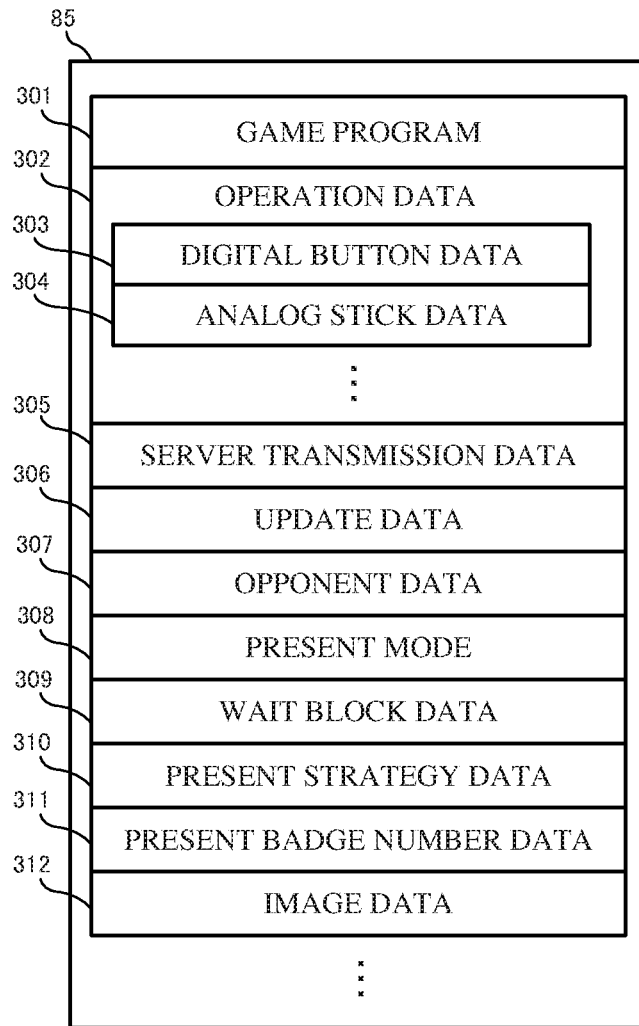 85
301
GAME PROGRAM
302
OPERATION DATA
303
DIGITAL BUTTON DATA
304
ANALOG STICK DATA
305
SERVER TRANSMISSION DATA
306
UPDATE DATA
307
OPPONENT DATA
308
PRESENT MODE
309
WAIT BLOCK DATA
310
PRESENT STRATEGY DATA
311
PRESENT BADGE NUMBER DATA
312
IMAGE DATA